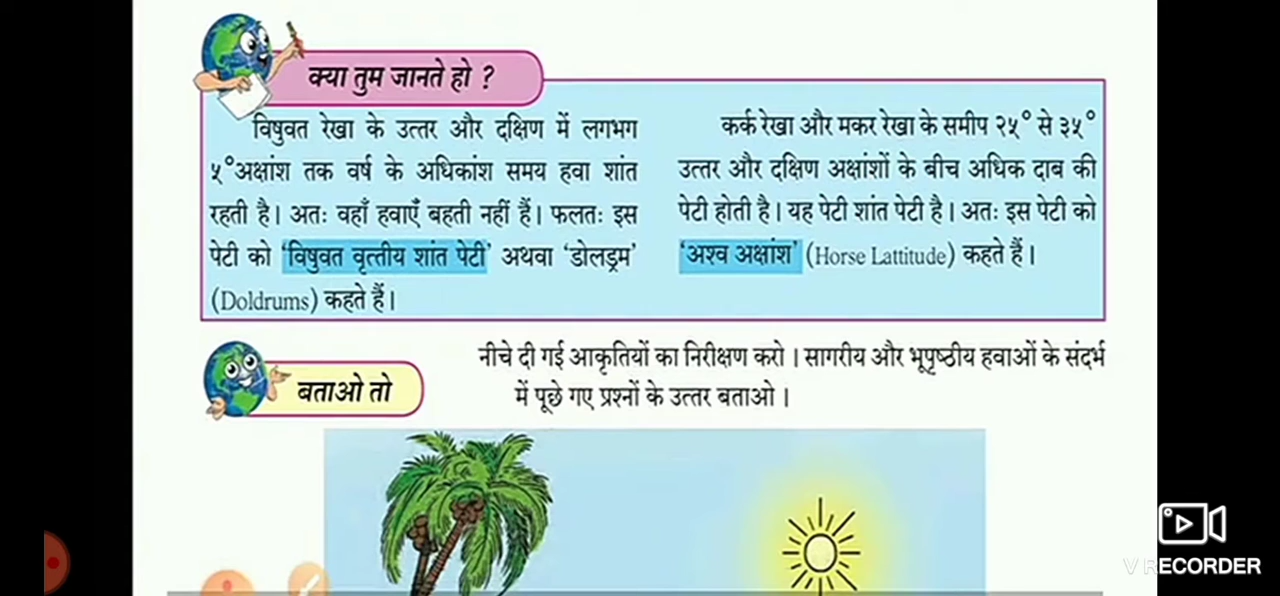 क्या तुम जानते हो ?
विषुवत रेखा के उत्तर और दक्षिण में लगभग
५° अक्षांश तक वर्ष के अधिकांश समय हवा शांत
रहती है। अतः वहाँ हवाएँ बहती नहीं हैं। फलतः इस
पेटी को ‘विषुवत वृत्तीय शांत पेटी’ अथवा ‘डोलड्रम’
(Doldrums) कहते हैं।
कर्क रेखा और मकर रेखा के समीप २५° से ३५°
उत्तर और दक्षिण अक्षांशों के बीच अधिक दाब की
पेटी होती है। यह पेटी शांत पेटी है। अतः इस पेटी को
‘अश्व अक्षांश’ (Horse Lattitude) कहते हैं।
बताओ तो
नीचे दी गई आकृतियों का निरीक्षण करो । सागरीय और भूपृष्ठीय हवाओं के संदर्भ
में पूछे गए प्रश्नों के उत्तर बताओ ।
V RECORDER